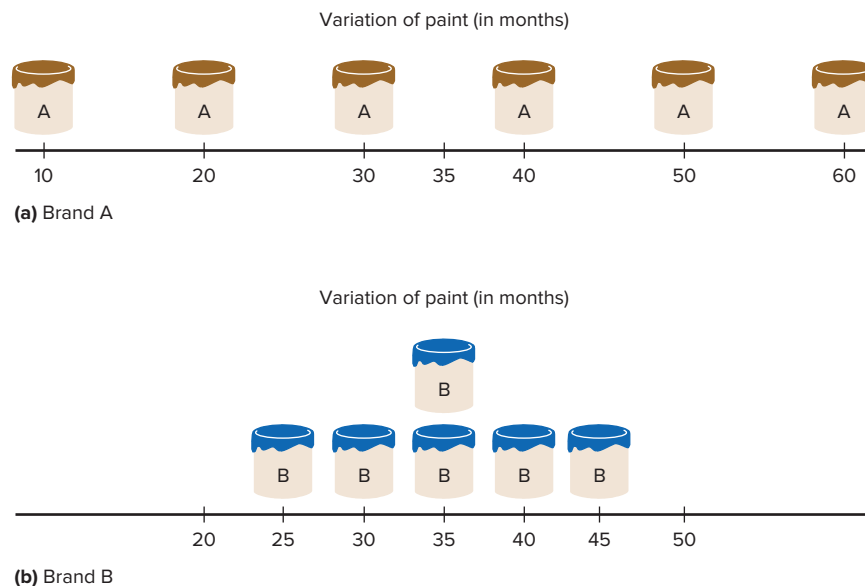 Variation of paint (in months)
A A A A A A
10 20 30 35 40 50 60
(a) Brand A
Variation of paint (in months)
B
B B B B B
20 25 30 35 40 45 50
(b) Brand B